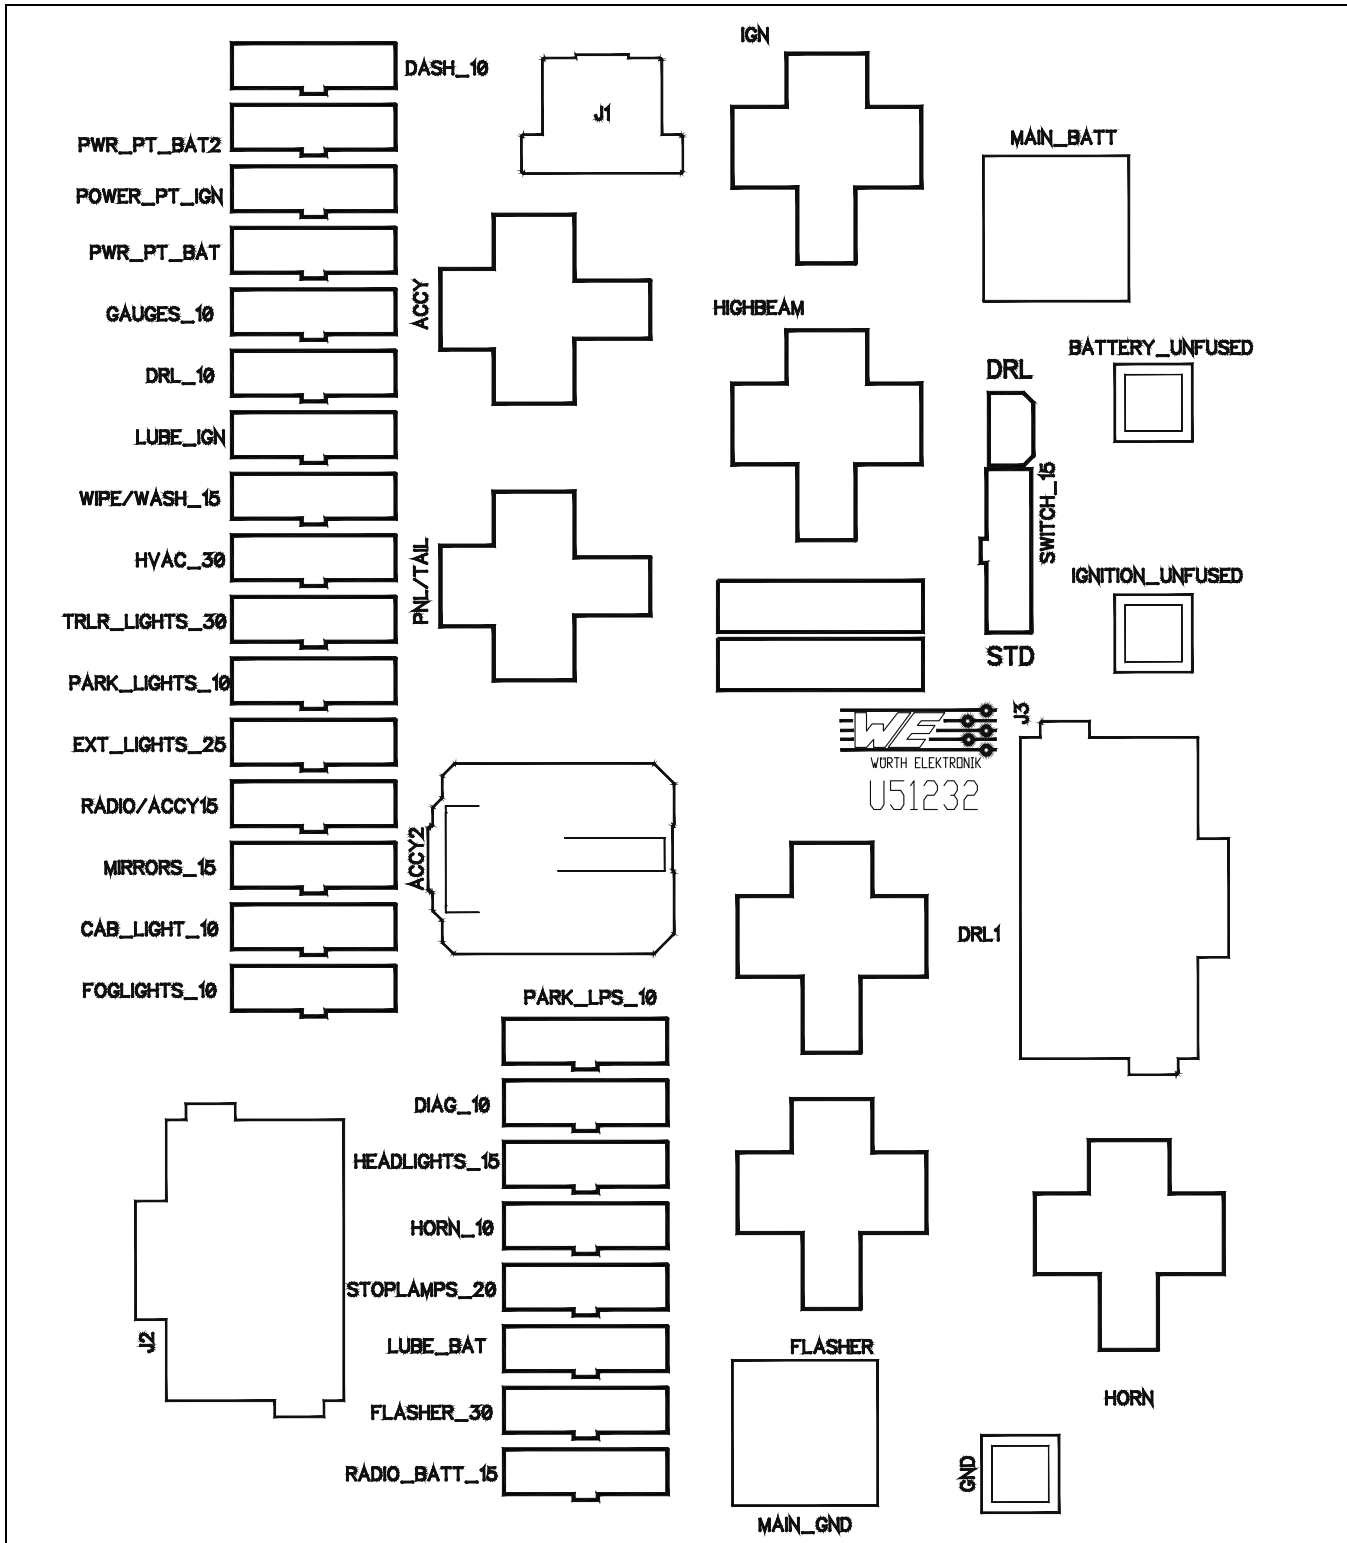 IGN
DASH_10
J1
MAIN_BATT
PWR_PT_BAT2
POWER_PT_IGN
PWR_PT_BAT
ACCY
GAUGES_10
HIGHBEAM
BATTERY_UNFUSED
DRL
DRL_10
LUBE_IGN
WIPE/WASH_15
SWITCH_15
HVAC_30
PNL/TAIL
IGNITION_UNFUSED
TRLR_LIGHTS_30
STD
PARK_LIGHTS_10
J3
EXT_LIGHTS_25
WE
WÜRTH ELEKTRONIK
U51232
RADIO/ACCY15
ACCY2
MIRRORS_15
CAB_LIGHT_10
DRL1
FOGLIGHTS_10
PARK_LPS_10
DIAG_10
HEADLIGHTS_15
HORN_10
STOPLAMPS_20
J2
LUBE_BAT
FLASHER
HORN
FLASHER_30
RADIO_BATT_15
GND
MAIN_GND